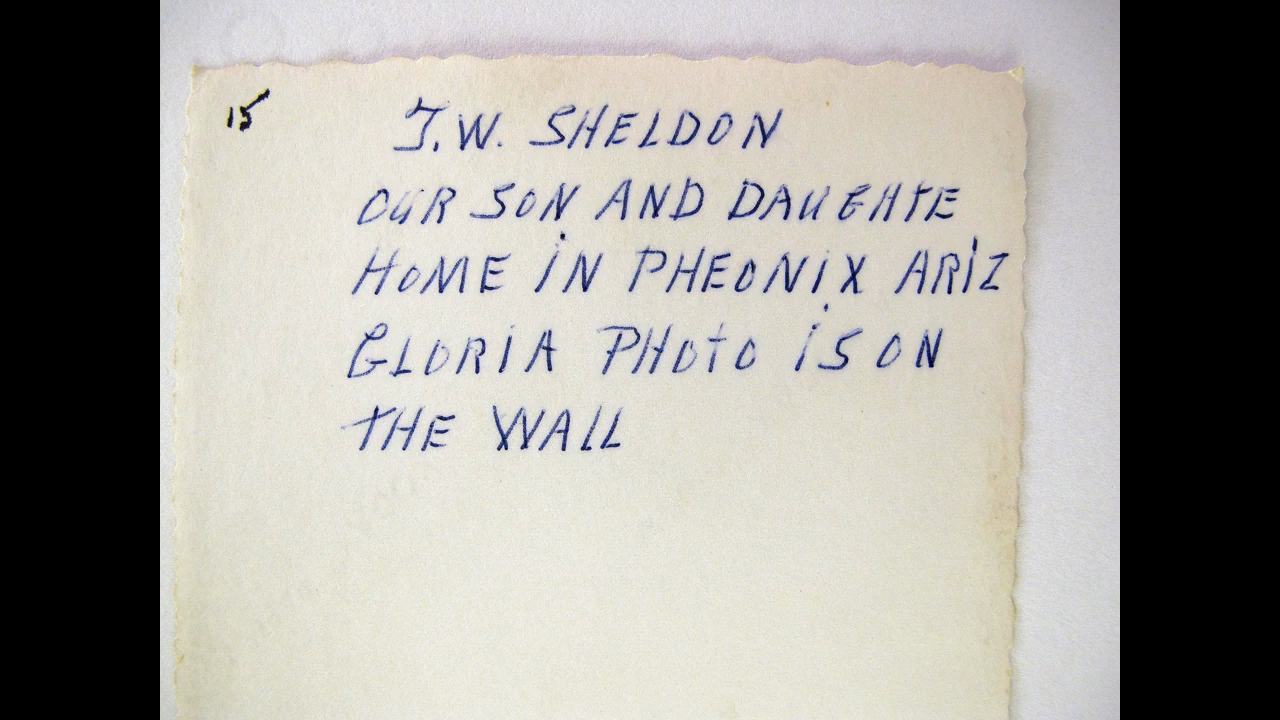 15
J.W. SHELDON
OUR SON AND DAUGHTE
HOME IN PHEONIX ARIZ
GLORIA PHOTO IS ON
THE WALL